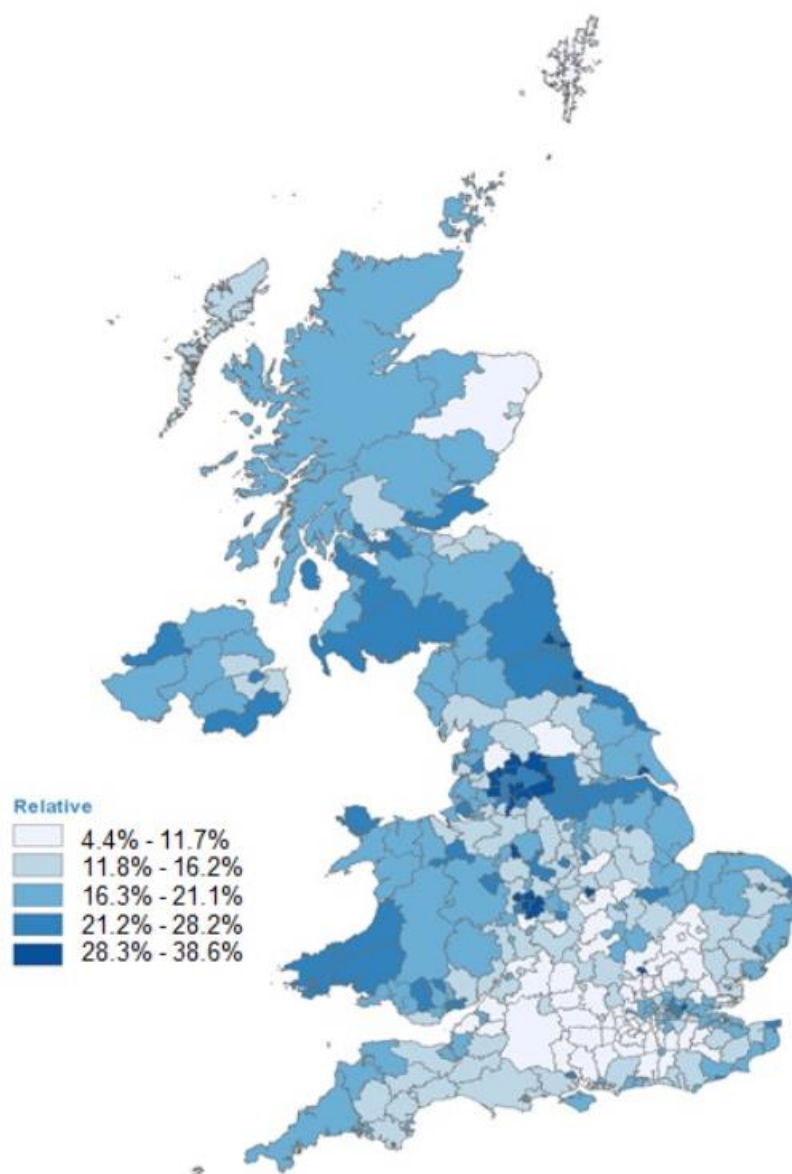 Relative
4.4% - 11.7%
11.8% - 16.2%
16.3% - 21.1%
21.2% - 28.2%
28.3% - 38.6%